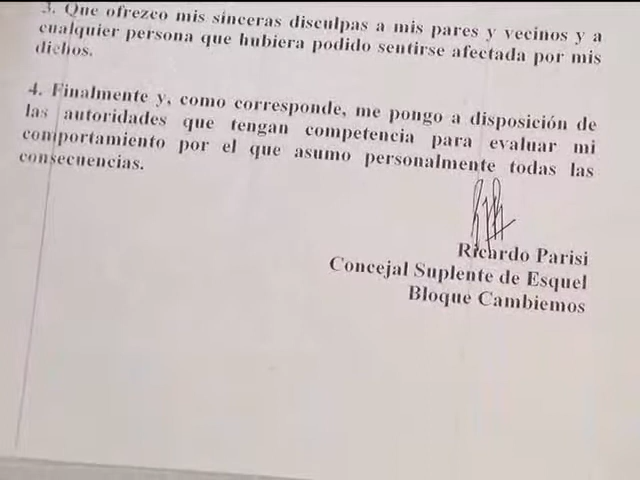 3. Que ofrezco mis sinceras disculpas a mis pares y vecinos y a
cualquier persona que hubiera podido sentirse afectada por mis
dichos.
4. Finalmente y, como corresponde, me pongo a disposición de
las autoridades que tengan competencia para evaluar mi
comportamiento por el que asumo personalmente todas las
consecuencias.
Ricardo Parisi
Concejal Suplente de Esquel
Bloque Cambiemos